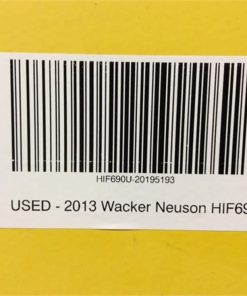 HIF690U-20195193
USED - 2013 Wacker Neuson HIF69